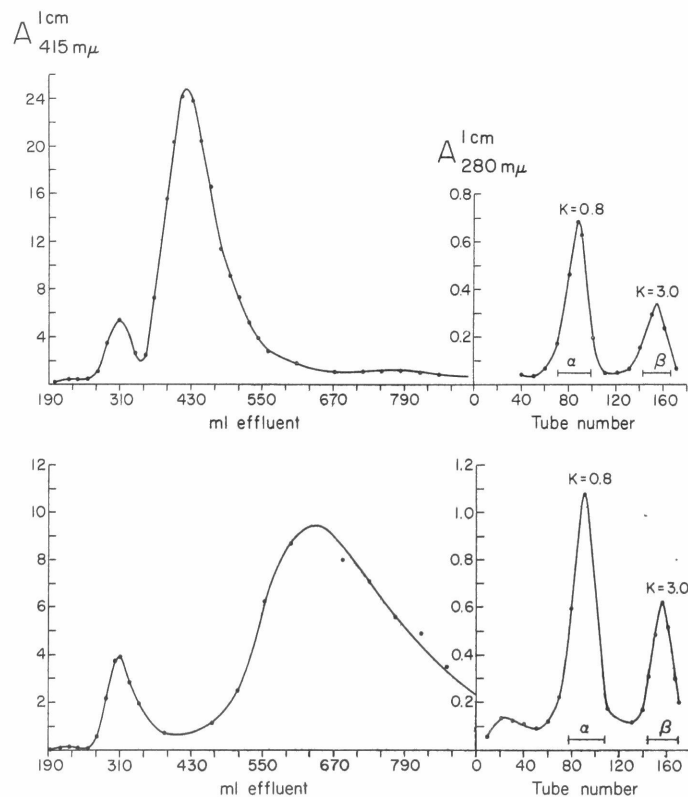 A 1cm 415 mμ
24
20
16
12
8
4
190 310 430 550 670 790
ml effluent
A 1cm 280 mμ
0.8
0.6
0.4
0.2
K=0.8
K=3.0
α β
0 40 80 120 160
Tube number
12
10
8
6
4
2
190 310 430 550 670 790
ml effluent
1.2
1.0
0.8
0.6
0.4
0.2
K=0.8
K=3.0
α β
0 40 80 120 160
Tube number